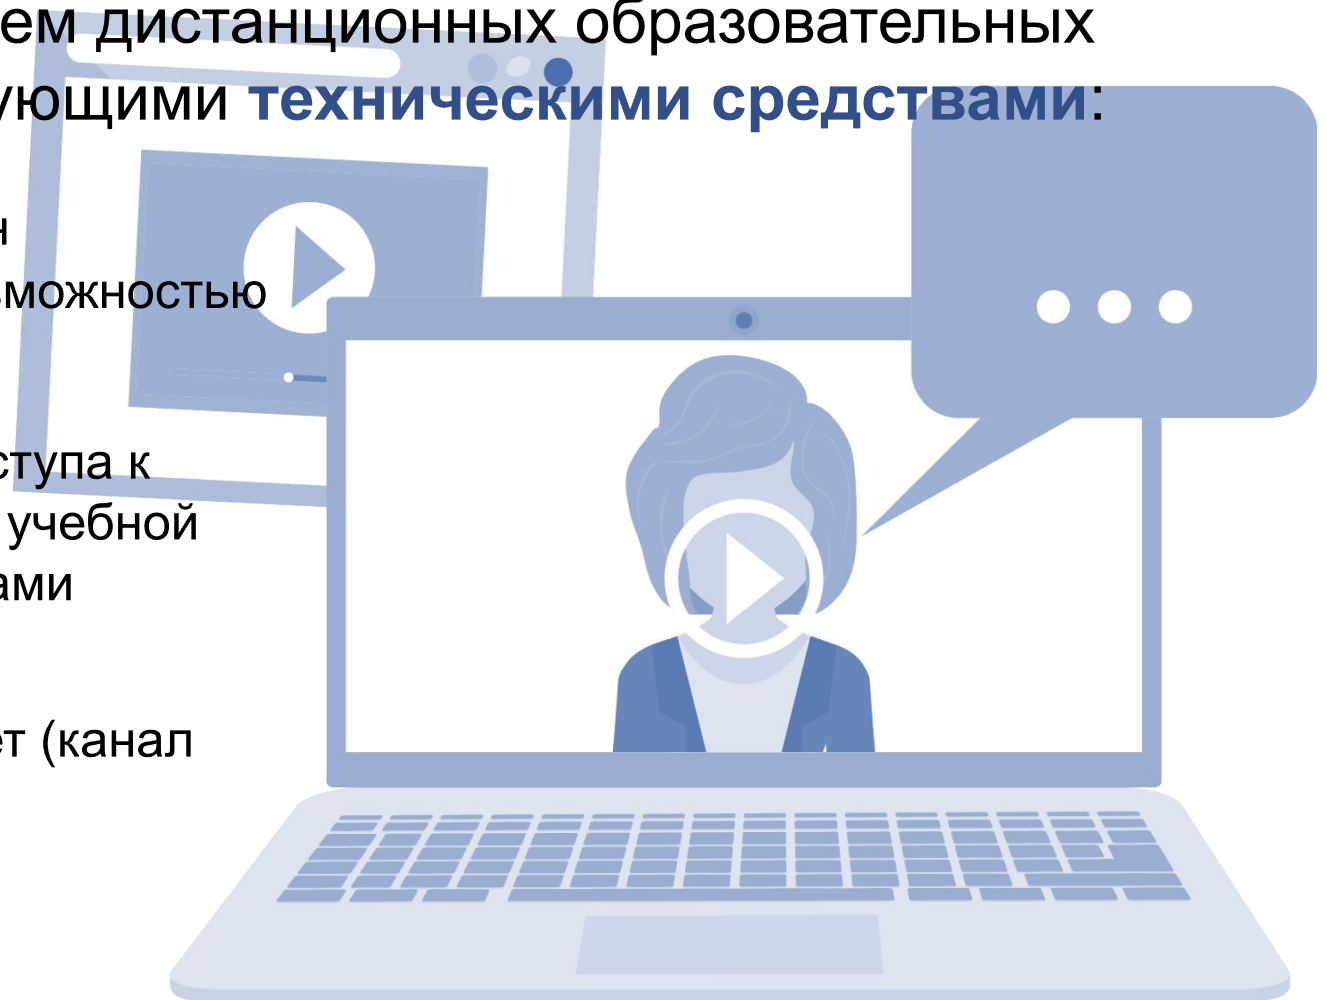 ем дистанционных образовательных
ующими техническими средствами:
н
зможностью
ступа к
учебной
ами
ет (канал